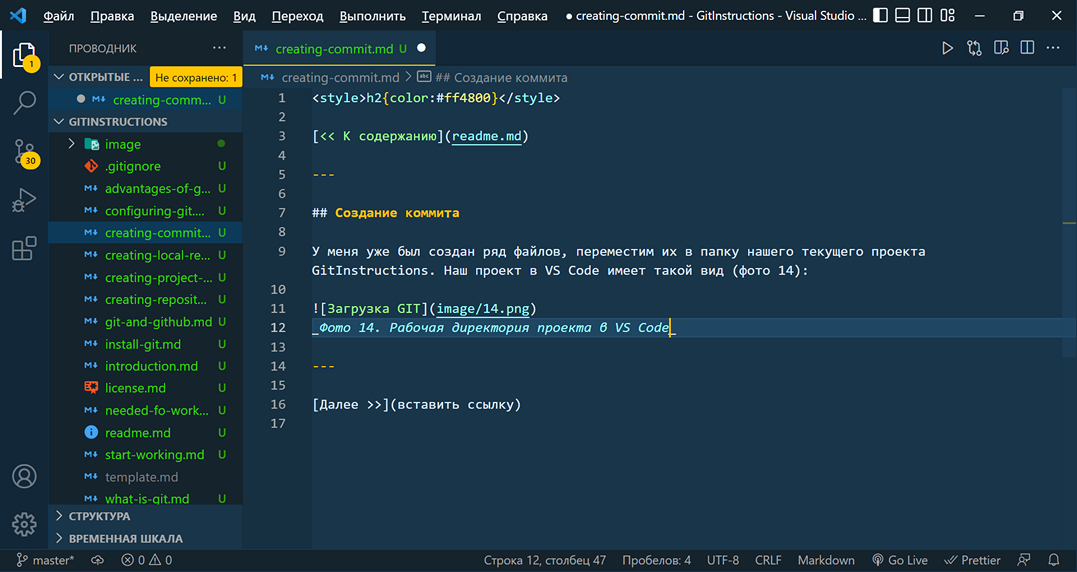 Файл Правка Выделение Вид Переход Выполнить Терминал Справка ● creating-commit.md - GitInstructions - Visual Studio ...
ПРОВОДНИК ...
creating-commit.md U
ОТКРЫТЫЕ ... Не сохранено: 1
creating-comm... U
GITINSTRUCTIONS
image
.gitignore U
advantages-of-g... U
configuring-git.... U
creating-commit... U
creating-local-re... U
creating-project-... U
creating-reposit... U
git-and-github.md U
install-git.md U
introduction.md U
license.md U
needed-fo-work... U
readme.md U
start-working.md U
template.md
what-is-git.md U
СТРУКТУРА
ВРЕМЕННАЯ ШКАЛА
1
30
creating-commit.md > abc ## Создание коммита
1 <style>h2{color:#ff4800}</style>
2
3 [<< К содержанию](readme.md)
4
5 ---
6
7 ## Создание коммита
8
9 У меня уже был создан ряд файлов, переместим их в папку нашего текущего проекта
GitInstructions. Наш проект в VS Code имеет такой вид (фото 14):
10
11 ![Загрузка GIT](image/14.png)
12 _Фото 14. Рабочая директория проекта в VS Code_
13
14 ---
15
16 [Далее >>](вставить ссылку)
17
master* 0 0 Строка 12, столбец 47 Пробелов: 4 UTF-8 CRLF Markdown Go Live Prettier